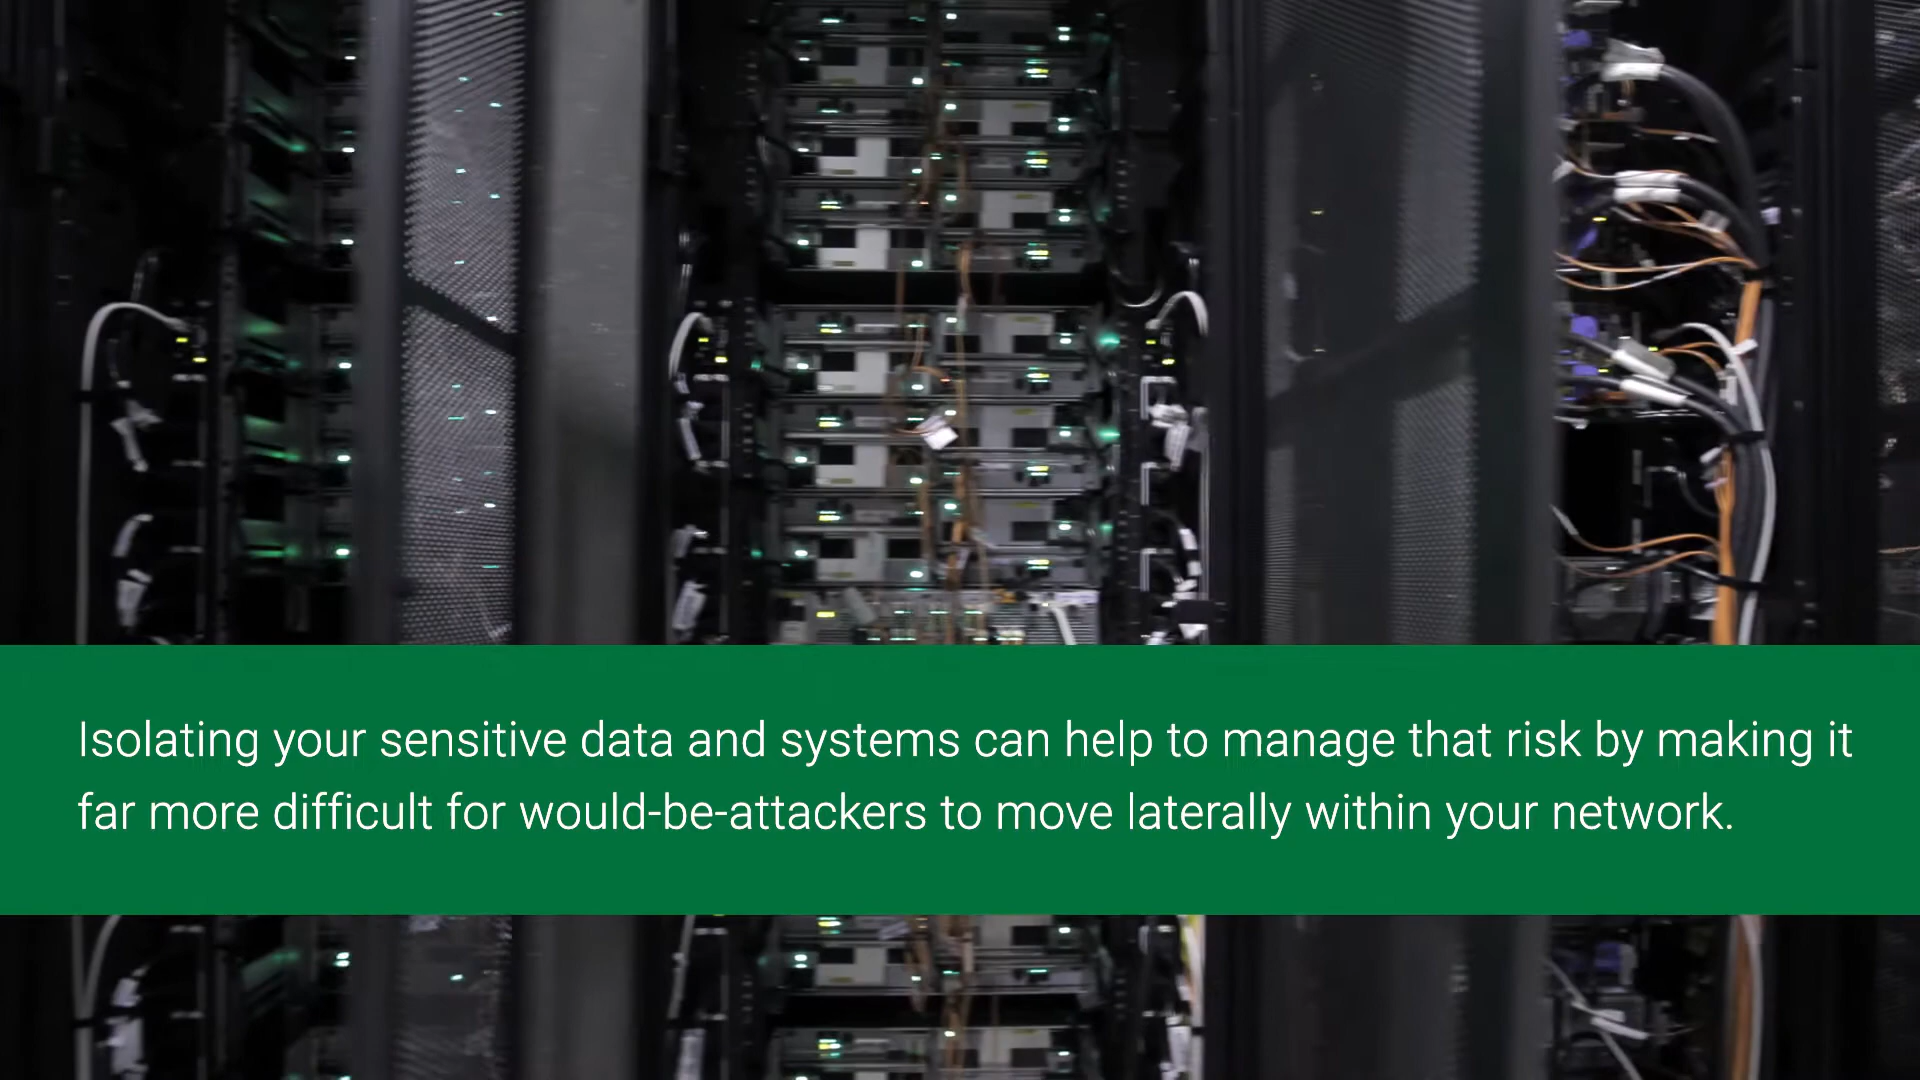 Isolating your sensitive data and systems can help to manage that risk by making it
far more difficult for would-be-attackers to move laterally within your network.